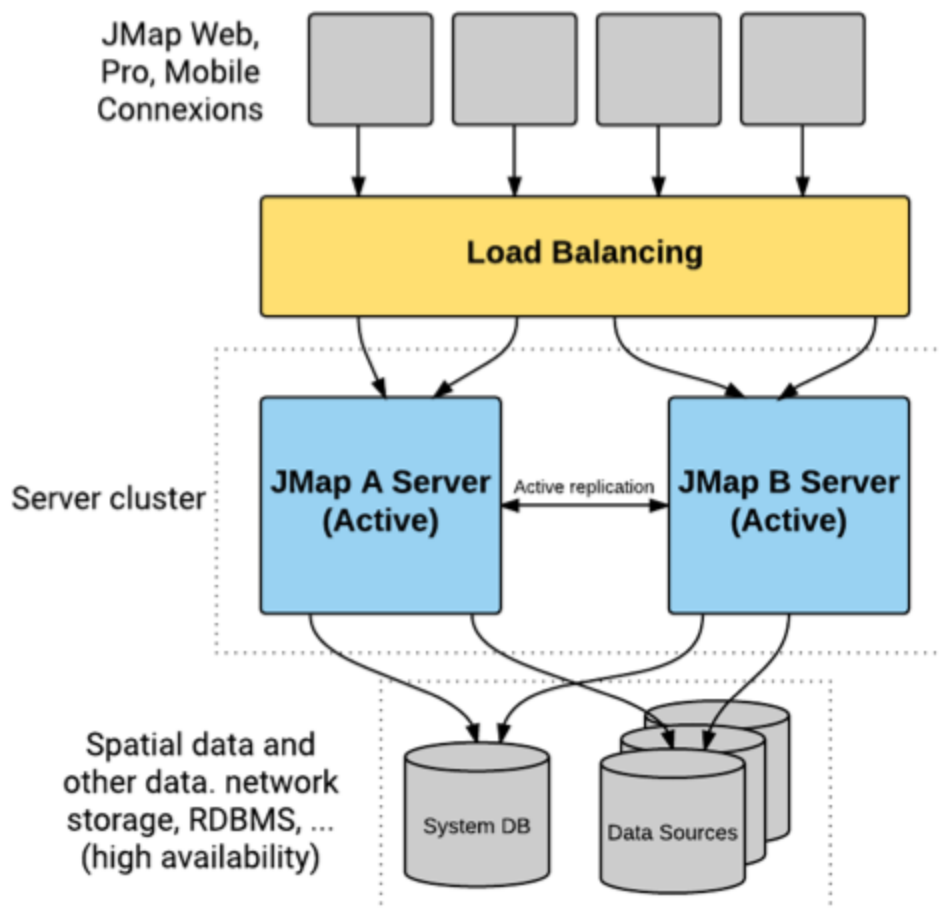 JMap Web,
Pro, Mobile
Connexions
Load Balancing
Server cluster
JMap A Server
(Active)
Active replication
JMap B Server
(Active)
Spatial data and
other data. network
storage, RDBMS, ...
(high availability)
System DB
Data Sources